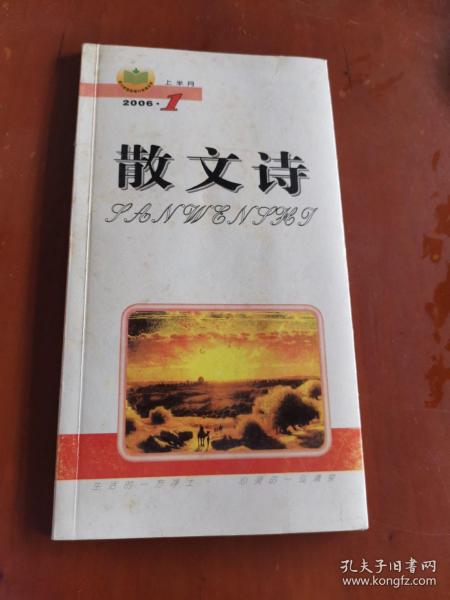 上半月
2006·1
散文诗
SANWENSHI
生活的一方净土 心灵的一泓清泉
孔夫子旧书网
www.kongfz.com